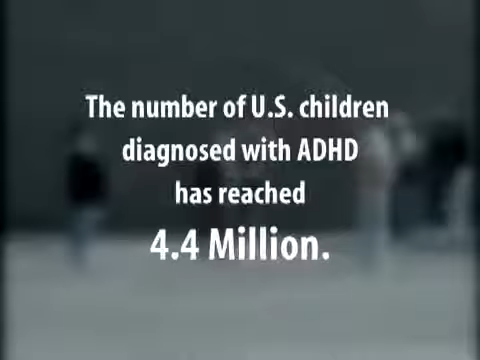 The number of U.S. children
diagnosed with ADHD
has reached
4.4 Million.